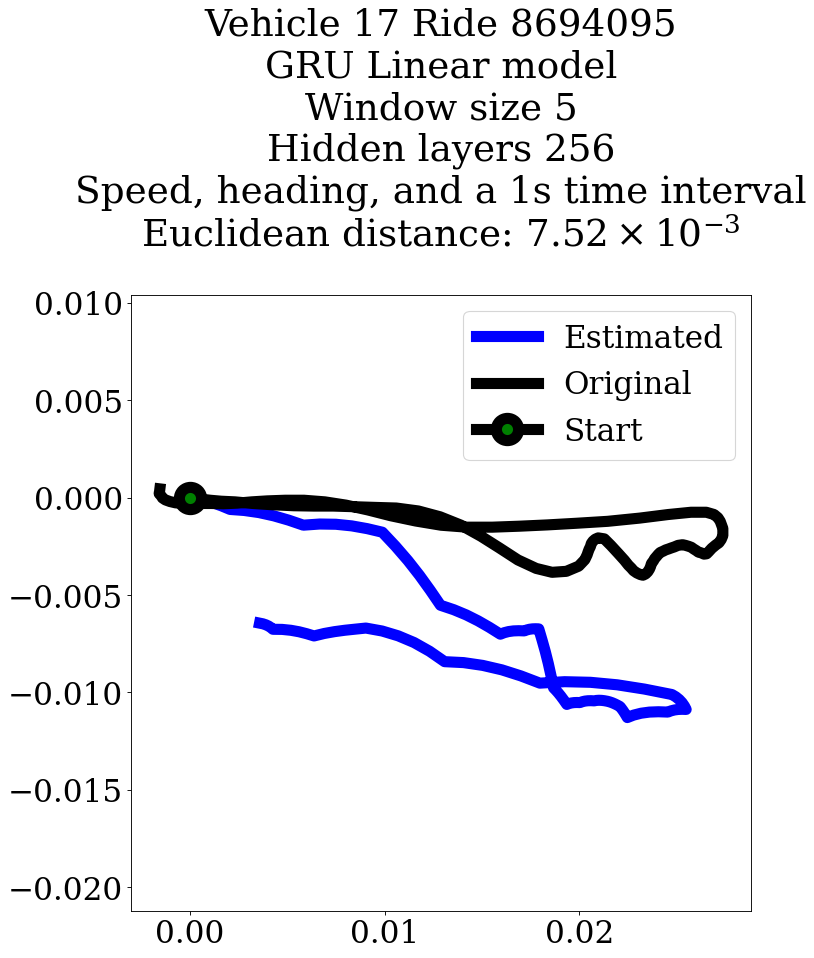 Vehicle 17 Ride 8694095
GRU Linear model
Window size 5
Hidden layers 256
Speed, heading, and a 1s time interval
Euclidean distance: 7.52 × 10⁻³
0.010
0.005
0.000
−0.005
−0.010
−0.015
−0.020
Estimated
Original
Start
0.00
0.01
0.02